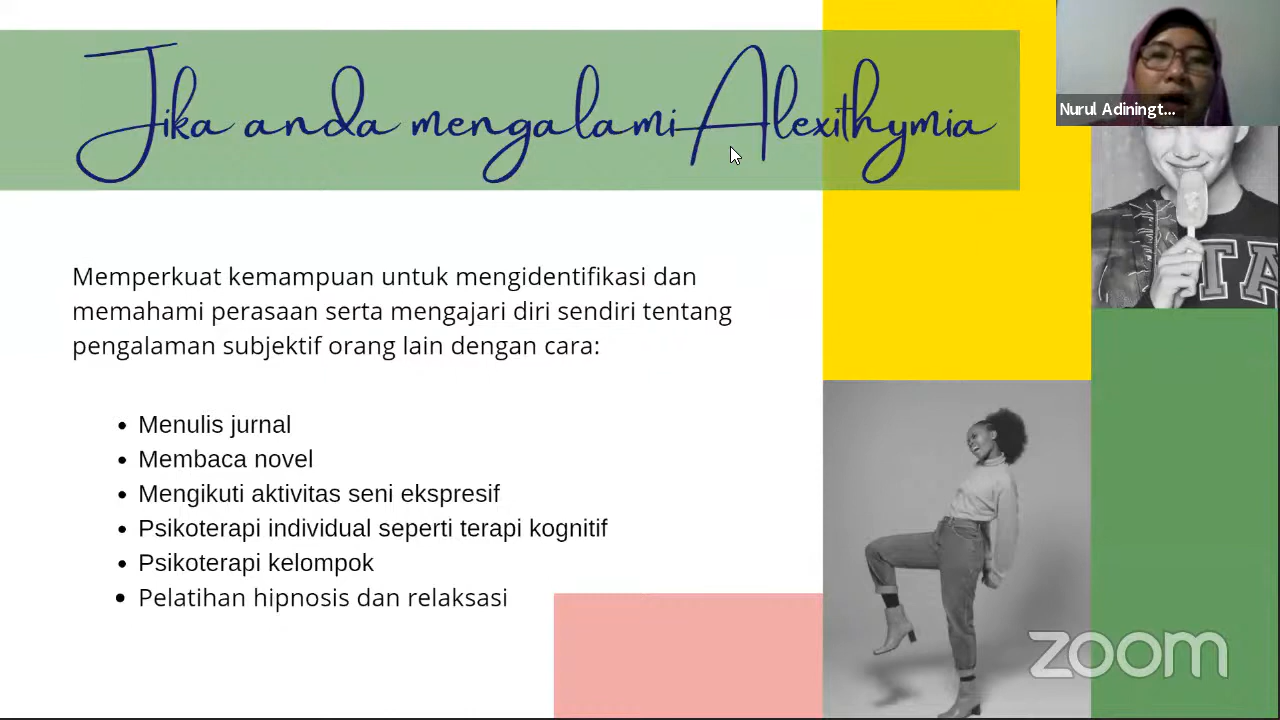 Jika anda mengalami Alexithymia
Nurul Adiningt...
Memperkuat kemampuan untuk mengidentifikasi dan
memahami perasaan serta mengajari diri sendiri tentang
pengalaman subjektif orang lain dengan cara:
• Menulis jurnal
• Membaca novel
• Mengikuti aktivitas seni ekspresif
• Psikoterapi individual seperti terapi kognitif
• Psikoterapi kelompok
• Pelatihan hipnosis dan relaksasi
TA
zoom